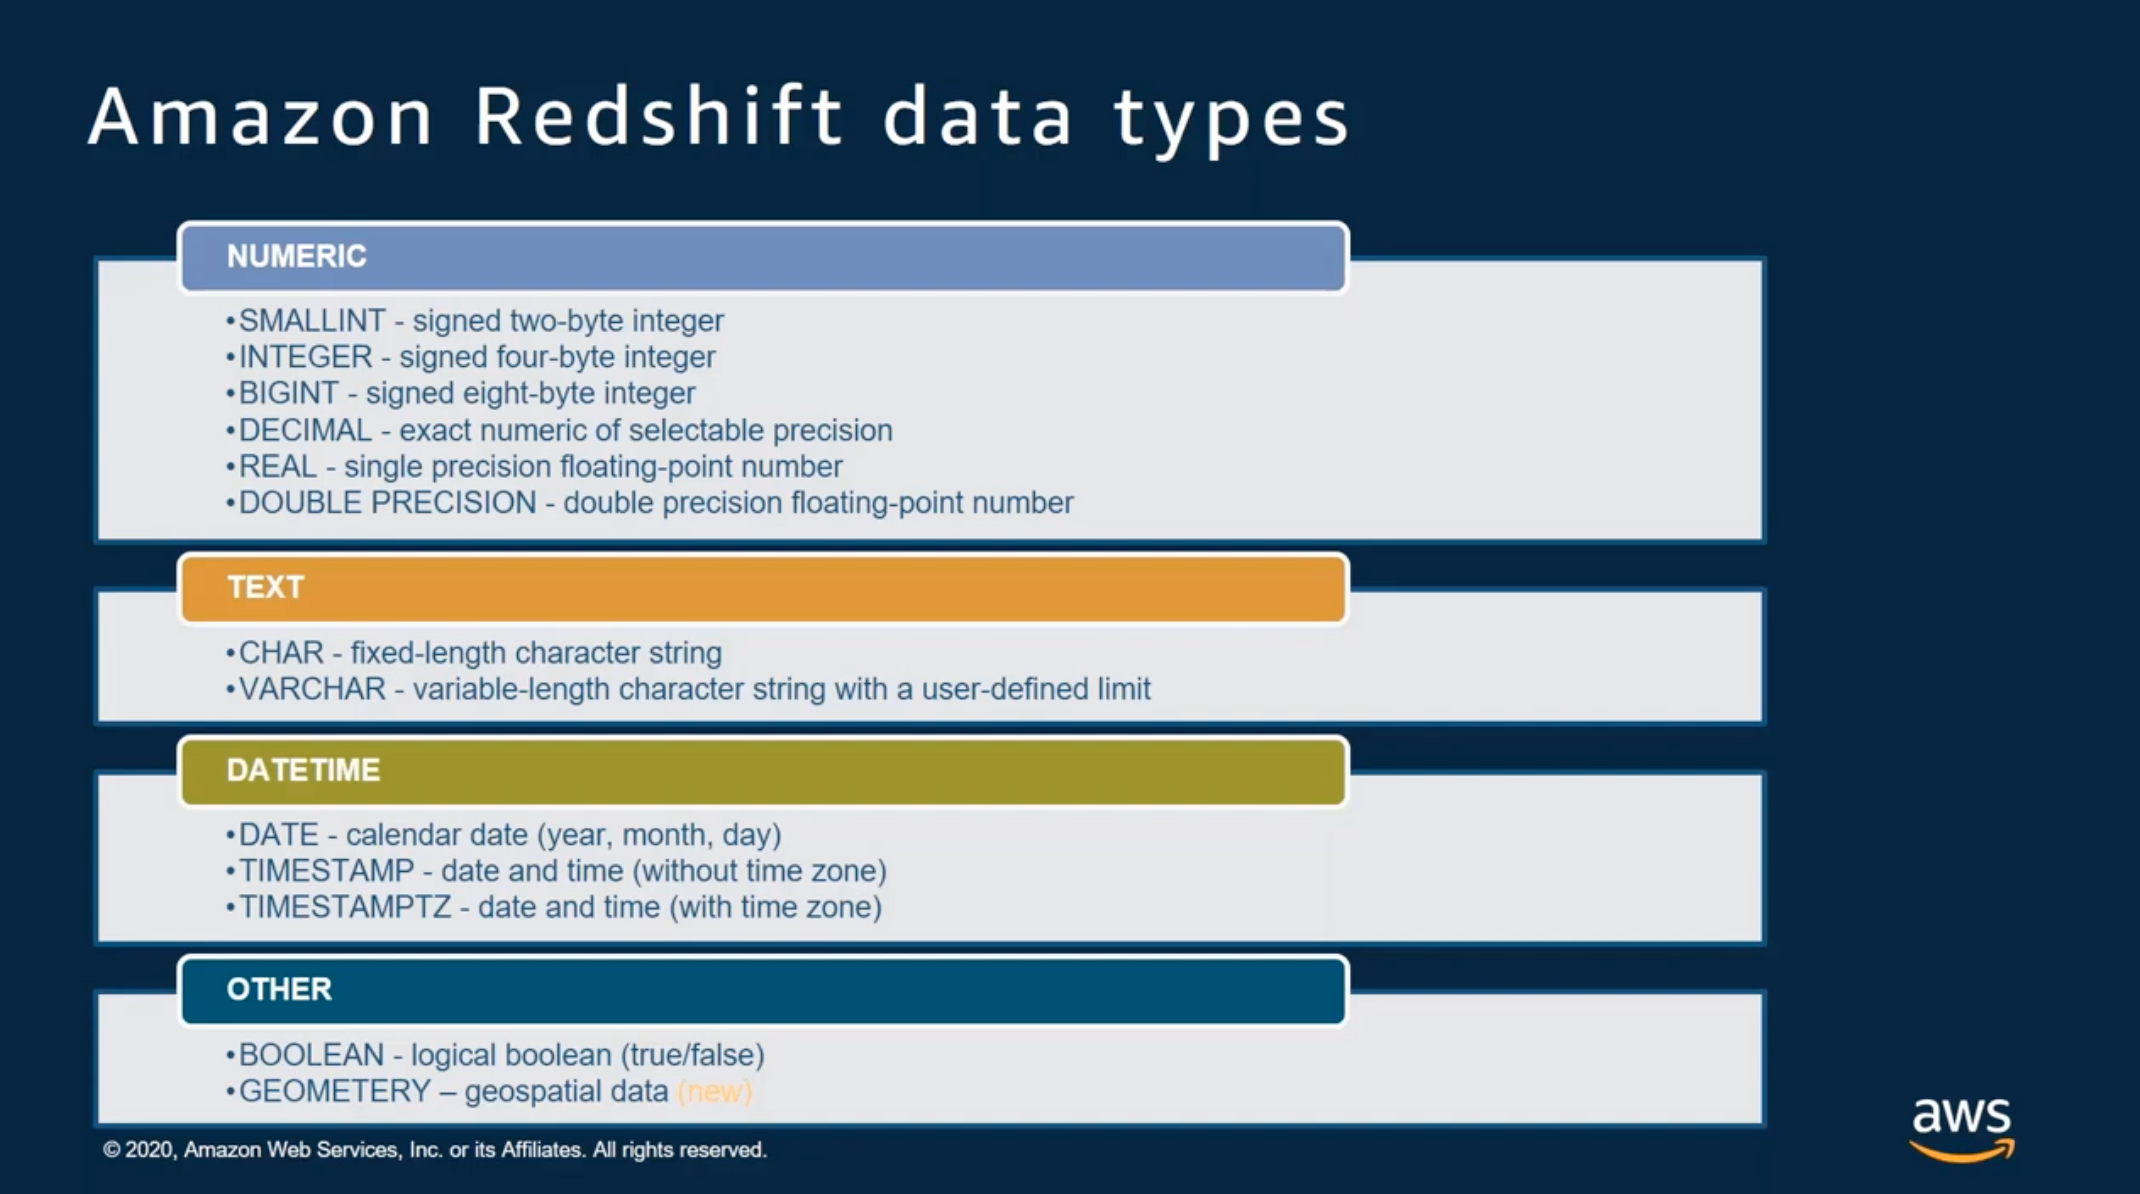 Amazon Redshift data types
NUMERIC
•SMALLINT - signed two-byte integer
•INTEGER - signed four-byte integer
•BIGINT - signed eight-byte integer
•DECIMAL - exact numeric of selectable precision
•REAL - single precision floating-point number
•DOUBLE PRECISION - double precision floating-point number
TEXT
•CHAR - fixed-length character string
•VARCHAR - variable-length character string with a user-defined limit
DATETIME
•DATE - calendar date (year, month, day)
•TIMESTAMP - date and time (without time zone)
•TIMESTAMPTZ - date and time (with time zone)
OTHER
•BOOLEAN - logical boolean (true/false)
•GEOMETERY – geospatial data (new)
© 2020, Amazon Web Services, Inc. or its Affiliates. All rights reserved.
aws